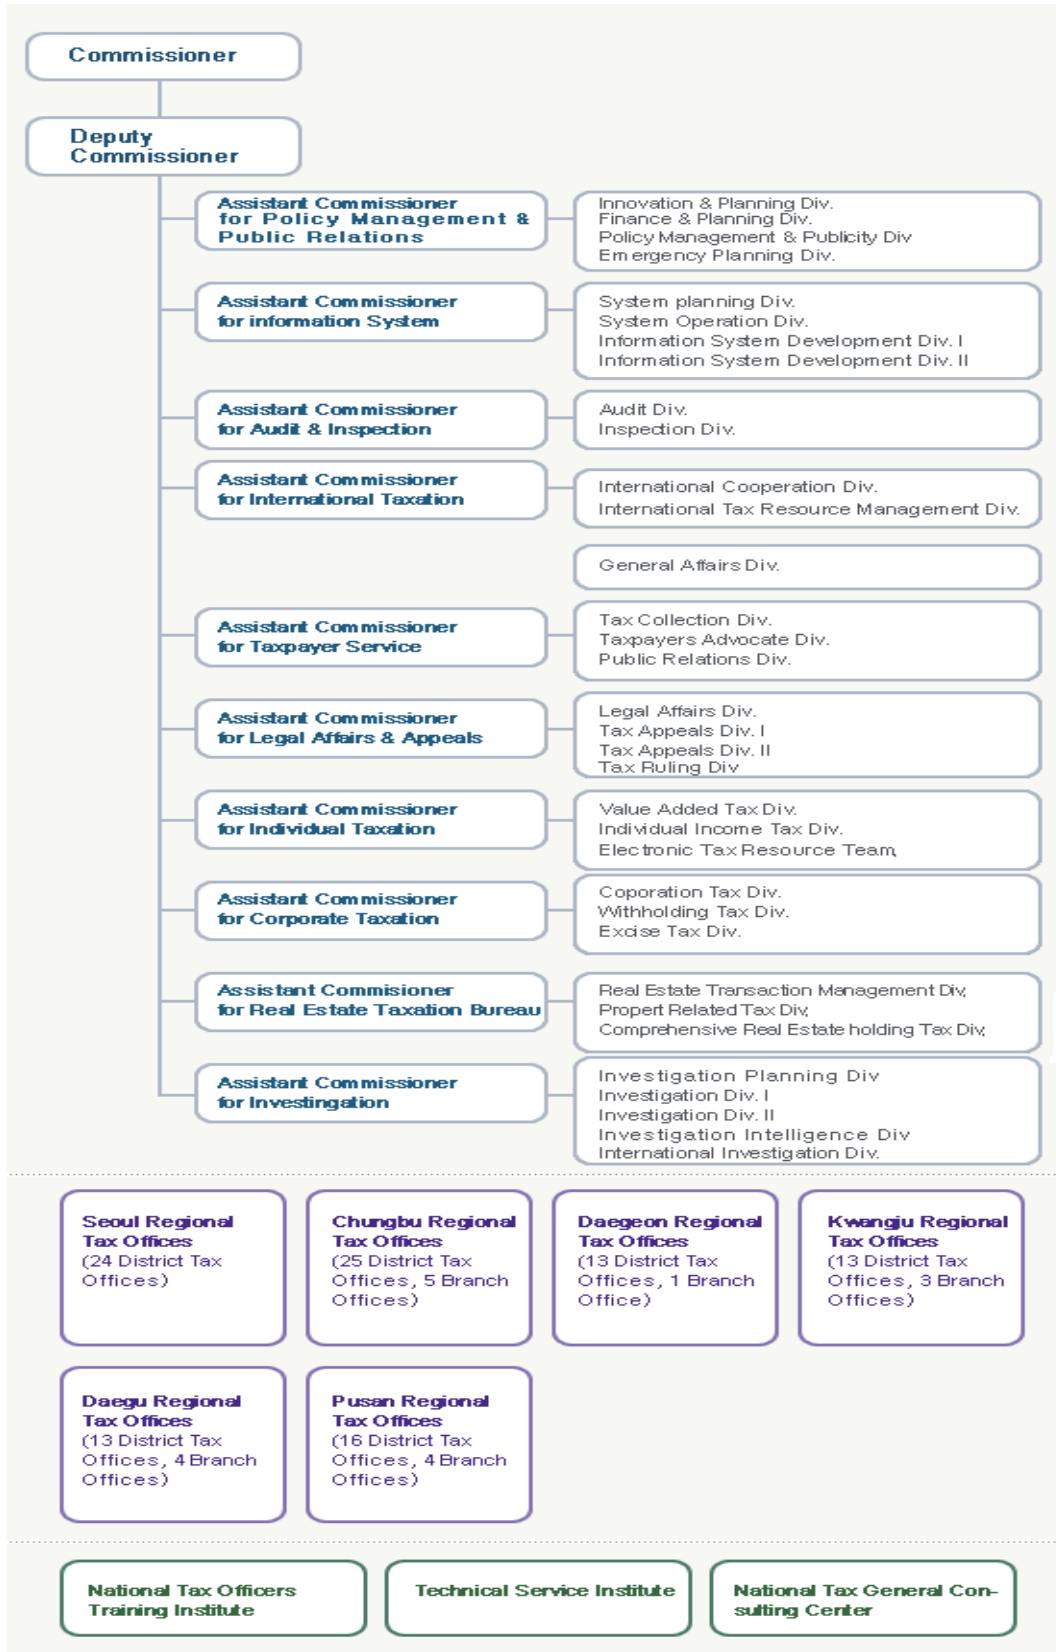 Commissioner
Deputy
Commissioner
Assistant Commissioner
for Policy Management &
Public Relations
Innovation & Planning Div.
Finance & Planning Div.
Policy Management & Publicity Div
Emergency Planning Div.
Assistant Commissioner
for information System
System planning Div.
System Operation Div.
Information System Development Div. I
Information System Development Div. II
Assistant Commissioner
for Audit & Inspection
Audit Div.
Inspection Div.
Assistant Commissioner
for International Taxation
International Cooperation Div.
International Tax Resource Management Div.
General Affairs Div.
Assistant Commissioner
for Taxpayer Service
Tax Collection Div.
Taxpayers Advocate Div.
Public Relations Div.
Assistant Commissioner
for Legal Affairs & Appeals
Legal Affairs Div.
Tax Appeals Div. I
Tax Appeals Div. II
Tax Ruling Div
Assistant Commissioner
for Individual Taxation
Value Added Tax Div.
Individual Income Tax Div.
Electronic Tax Resource Team,
Assistant Commissioner
for Corporate Taxation
Coporation Tax Div.
Withholding Tax Div.
Excise Tax Div.
Assistant Commisioner
for Real Estate Taxation Bureau
Real Estate Transaction Management Div,
Propert Related Tax Div,
Comprehensive Real Estate holding Tax Div,
Assistant Commissioner
for Investingation
Investigation Planning Div
Investigation Div. I
Investigation Div. II
Investigation Intelligence Div
International Investigation Div.
Seoul Regional
Tax Offices
(24 District Tax
Offices)
Chungbu Regional
Tax Offices
(25 District Tax
Offices, 5 Branch
Offices)
Daegeon Regional
Tax Offices
(13 District Tax
Offices, 1 Branch
Office)
Kwangju Regional
Tax Offices
(13 District Tax
Offices, 3 Branch
Offices)
Daegu Regional
Tax Offices
(13 District Tax
Offices, 4 Branch
Offices)
Pusan Regional
Tax Offices
(16 District Tax
Offices, 4 Branch
Offices)
National Tax Officers
Training Institute
Technical Service Institute
National Tax General Con-
sulting Center